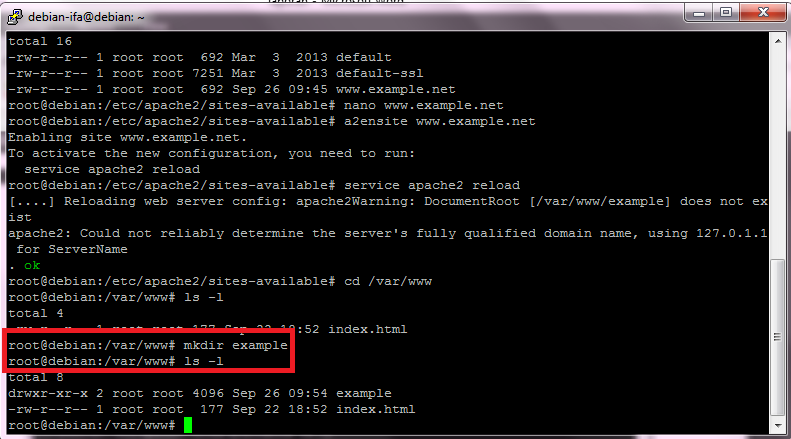 debian-ifa@debian: ~
total 16
-rw-r--r-- 1 root root  692 Mar  3  2013 default
-rw-r--r-- 1 root root 7251 Mar  3  2013 default-ssl
-rw-r--r-- 1 root root  692 Sep 26 09:45 www.example.net
root@debian:/etc/apache2/sites-available# nano www.example.net
root@debian:/etc/apache2/sites-available# a2ensite www.example.net
Enabling site www.example.net.
To activate the new configuration, you need to run:
  service apache2 reload
root@debian:/etc/apache2/sites-available# service apache2 reload
[....] Reloading web server config: apache2Warning: DocumentRoot [/var/www/example] does not ex
ist
apache2: Could not reliably determine the server's fully qualified domain name, using 127.0.1.1
 for ServerName
. ok
root@debian:/etc/apache2/sites-available# cd /var/www
root@debian:/var/www# ls -l
total 4
-rw-r--r-- 1 root root 177 Sep 22 18:52 index.html
root@debian:/var/www# mkdir example
root@debian:/var/www# ls -l
total 8
drwxr-xr-x 2 root root 4096 Sep 26 09:54 example
-rw-r--r-- 1 root root  177 Sep 22 18:52 index.html
root@debian:/var/www#